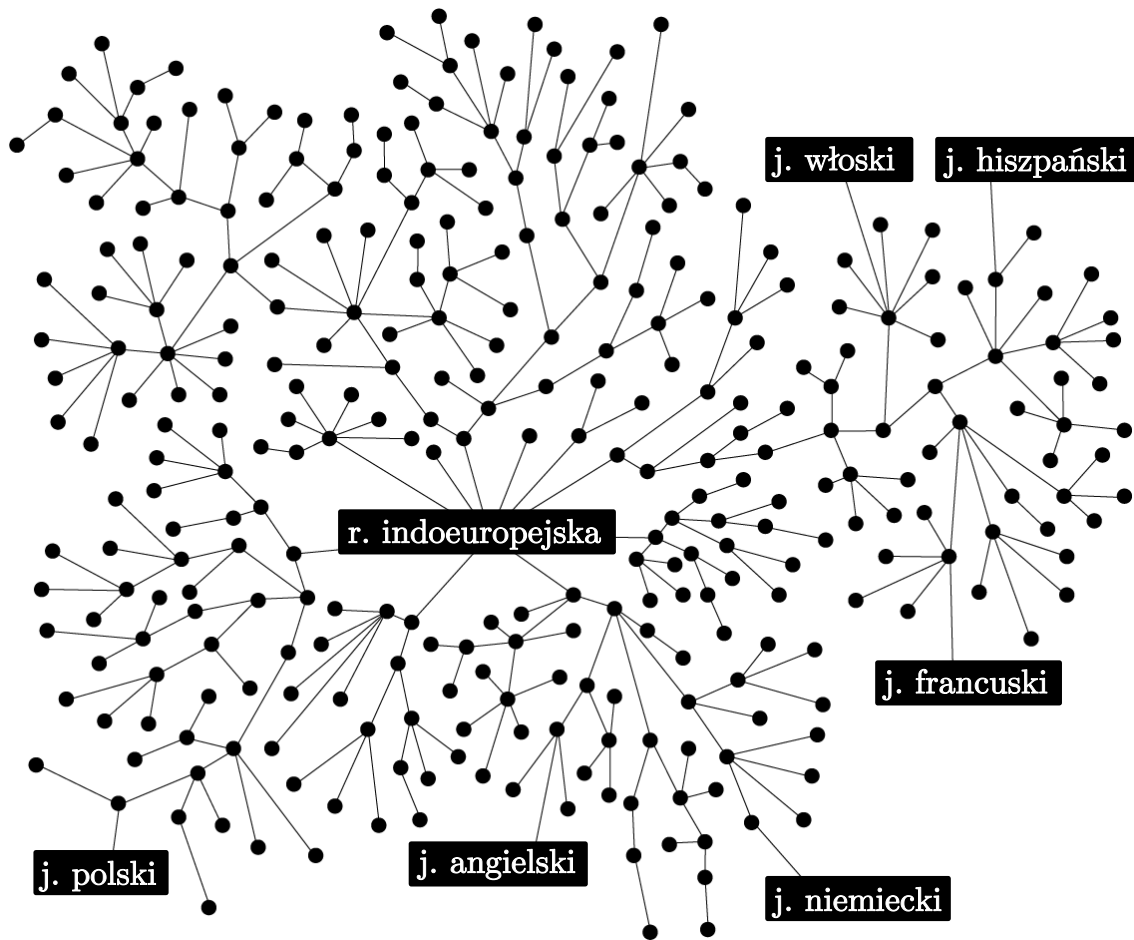 j. włoski
j. hiszpański
r. indoeuropejska
j. francuski
j. angielski
j. polski
j. niemiecki